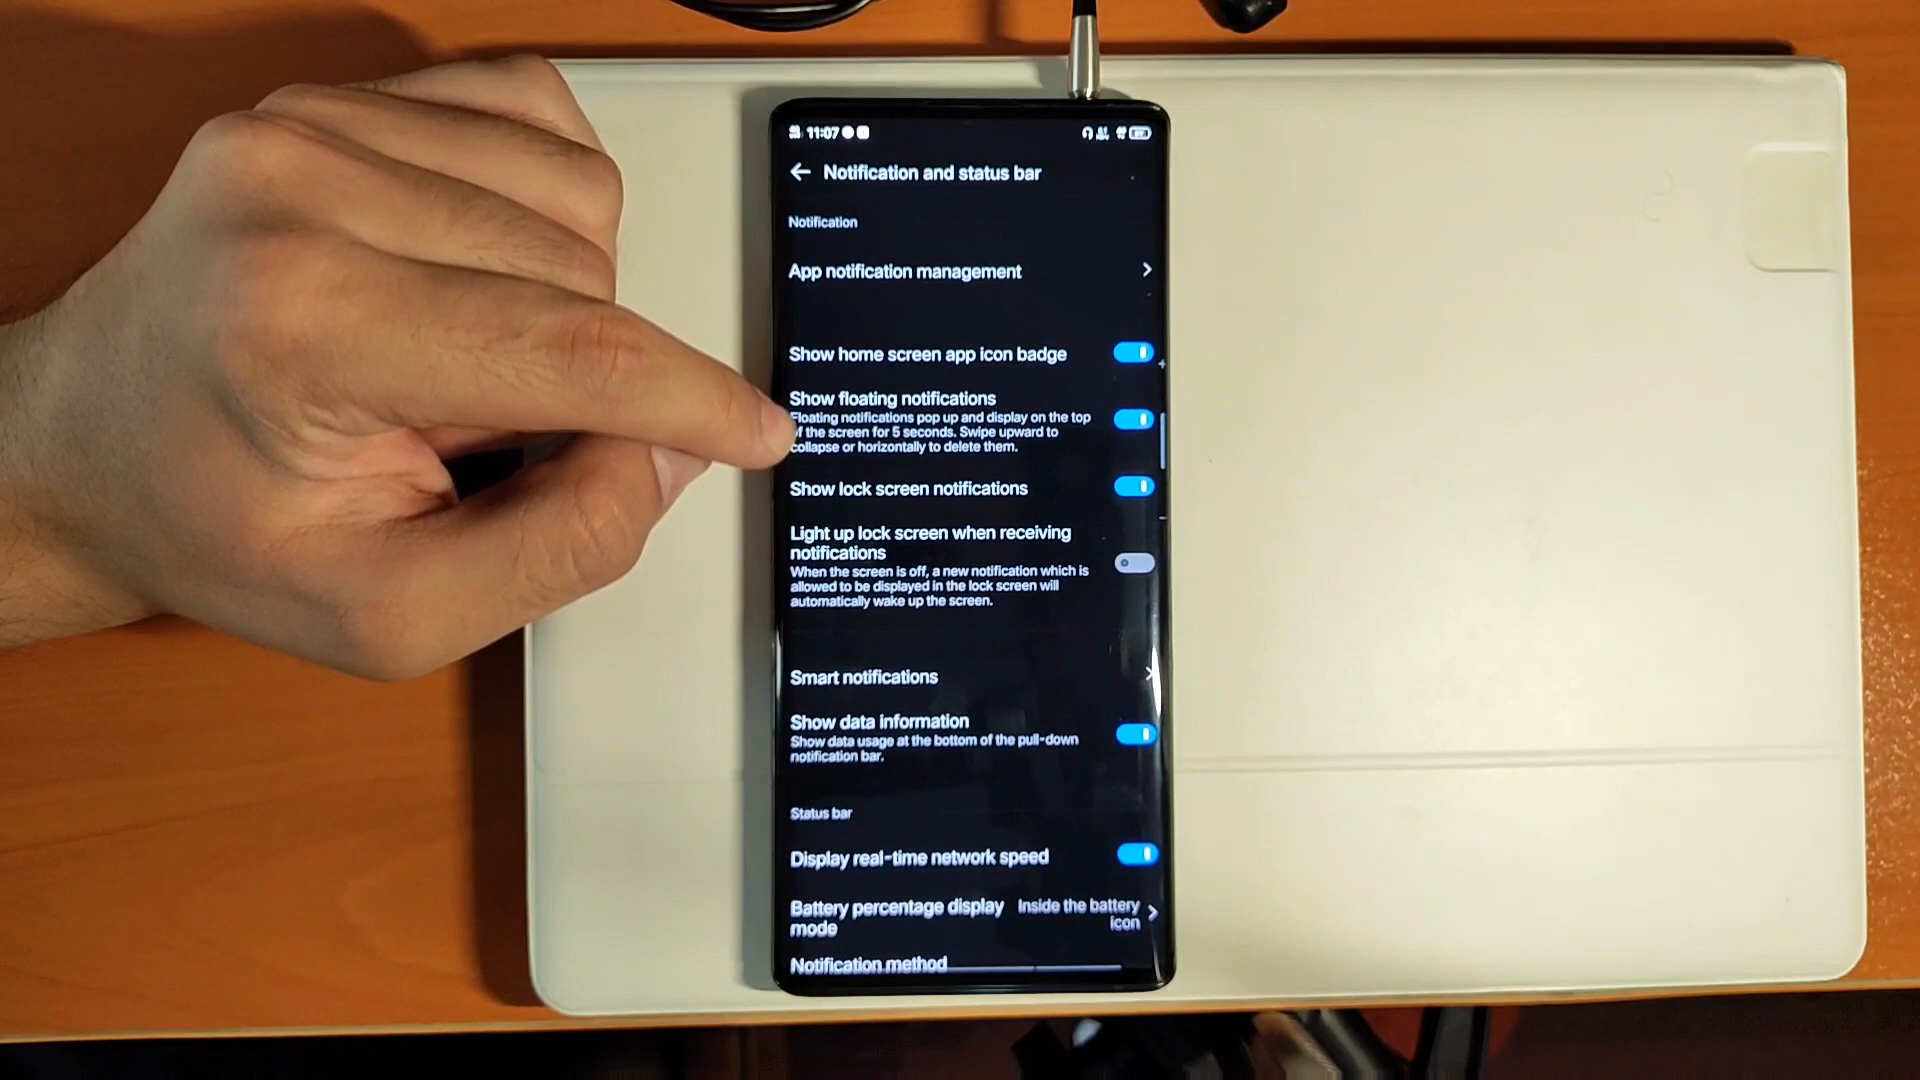 11:07
Notification and status bar
Notification
App notification management
Show home screen app icon badge
Show floating notifications
Floating notifications pop up and display on the top
of the screen for 5 seconds. Swipe upward to
collapse or horizontally to delete them.
Show lock screen notifications
Light up lock screen when receiving
notifications
When the screen is off, a new notification which is
allowed to be displayed in the lock screen will
automatically wake up the screen.
Smart notifications
Show data information
Show data usage at the bottom of the pull-down
notification bar.
Status bar
Display real-time network speed
Battery percentage display
mode
Inside the battery
icon
Notification method